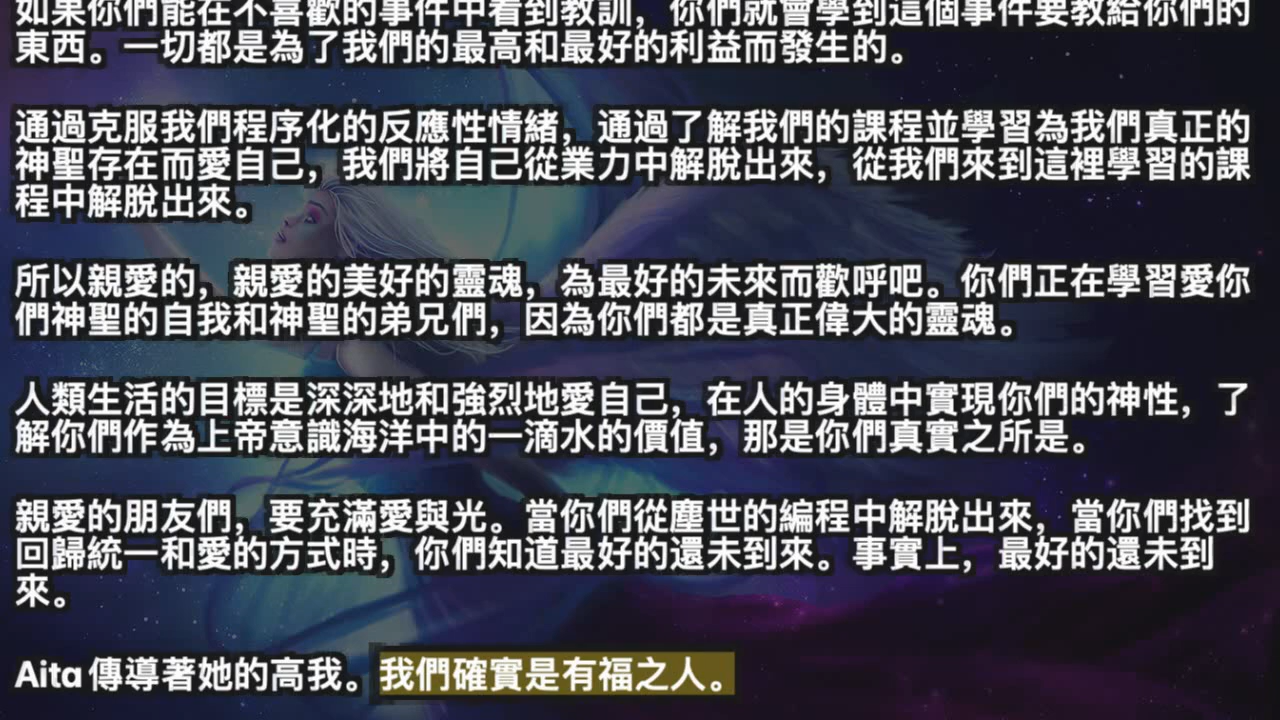 如果你們能在不喜歡的事件中看到教訓，你們就會學到這個事件要教給你們的
東西。一切都是為了我們的最高和最好的利益而發生的。
通過克服我們程序化的反應性情緒，通過了解我們的課程並學習為我們真正的
神聖存在而愛自己，我們將自己從業力中解脫出來，從我們來到這裡學習的課
程中解脫出來。
所以親愛的，親愛的美好的靈魂，為最好的未來而歡呼吧。你們正在學習愛你
們神聖的自我和神聖的弟兄們，因為你們都是真正偉大的靈魂。
人類生活的目標是深深地和強烈地愛自己，在人的身體中實現你們的神性，了
解你們作為上帝意識海洋中的一滴水的價值，那是你們真實之所是。
親愛的朋友們，要充滿愛與光。當你們從塵世的編程中解脫出來，當你們找到
回歸統一和愛的方式時，你們知道最好的還未到來。事實上，最好的還未到
來。
Aita 傳導著她的高我。我們確實是有福之人。